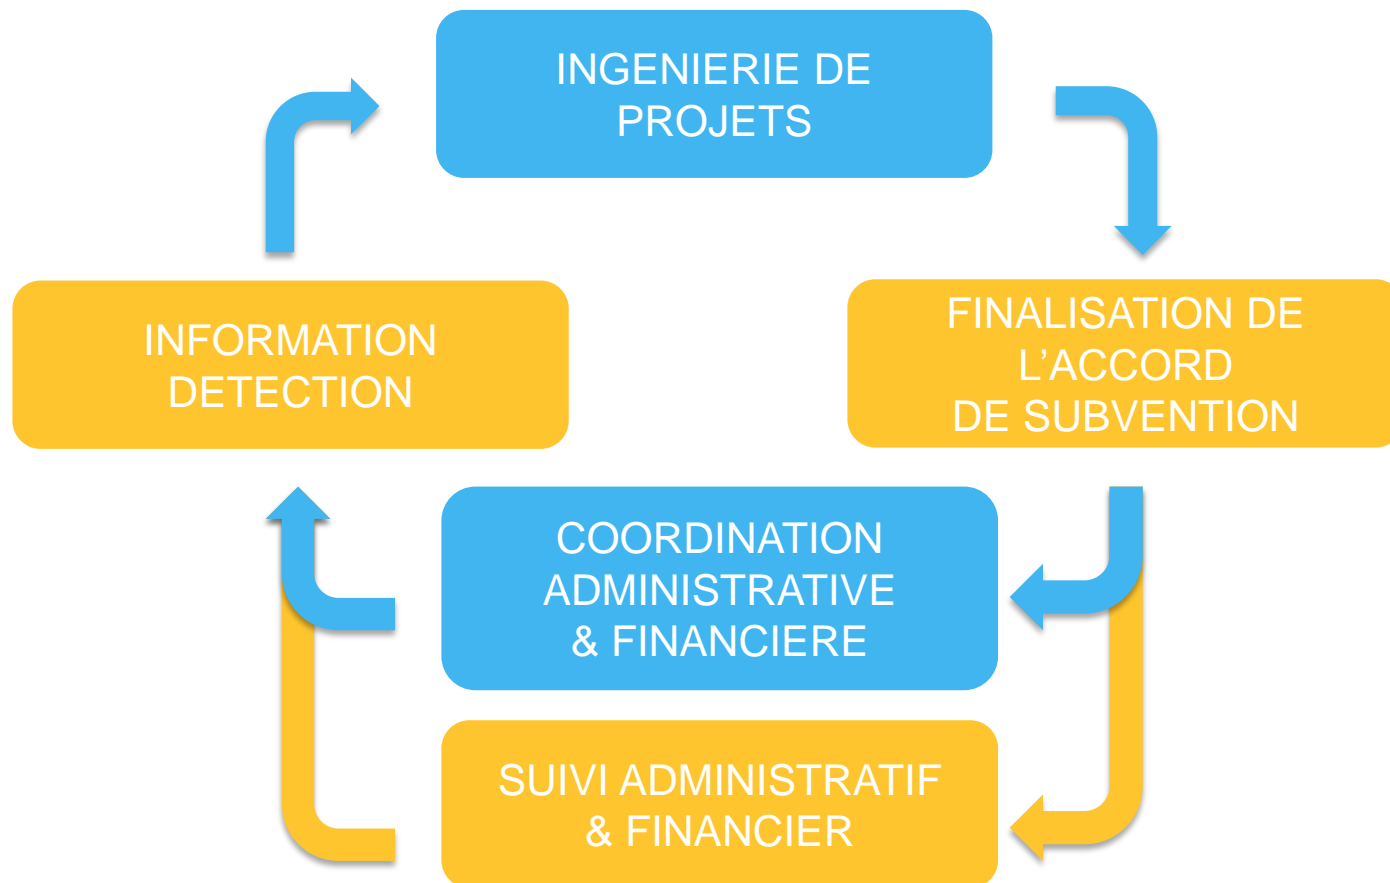 INGENIERIE DE
PROJETS
INFORMATION
DETECTION
FINALISATION DE
L’ACCORD
DE SUBVENTION
COORDINATION
ADMINISTRATIVE
& FINANCIERE
SUIVI ADMINISTRATIF
& FINANCIER